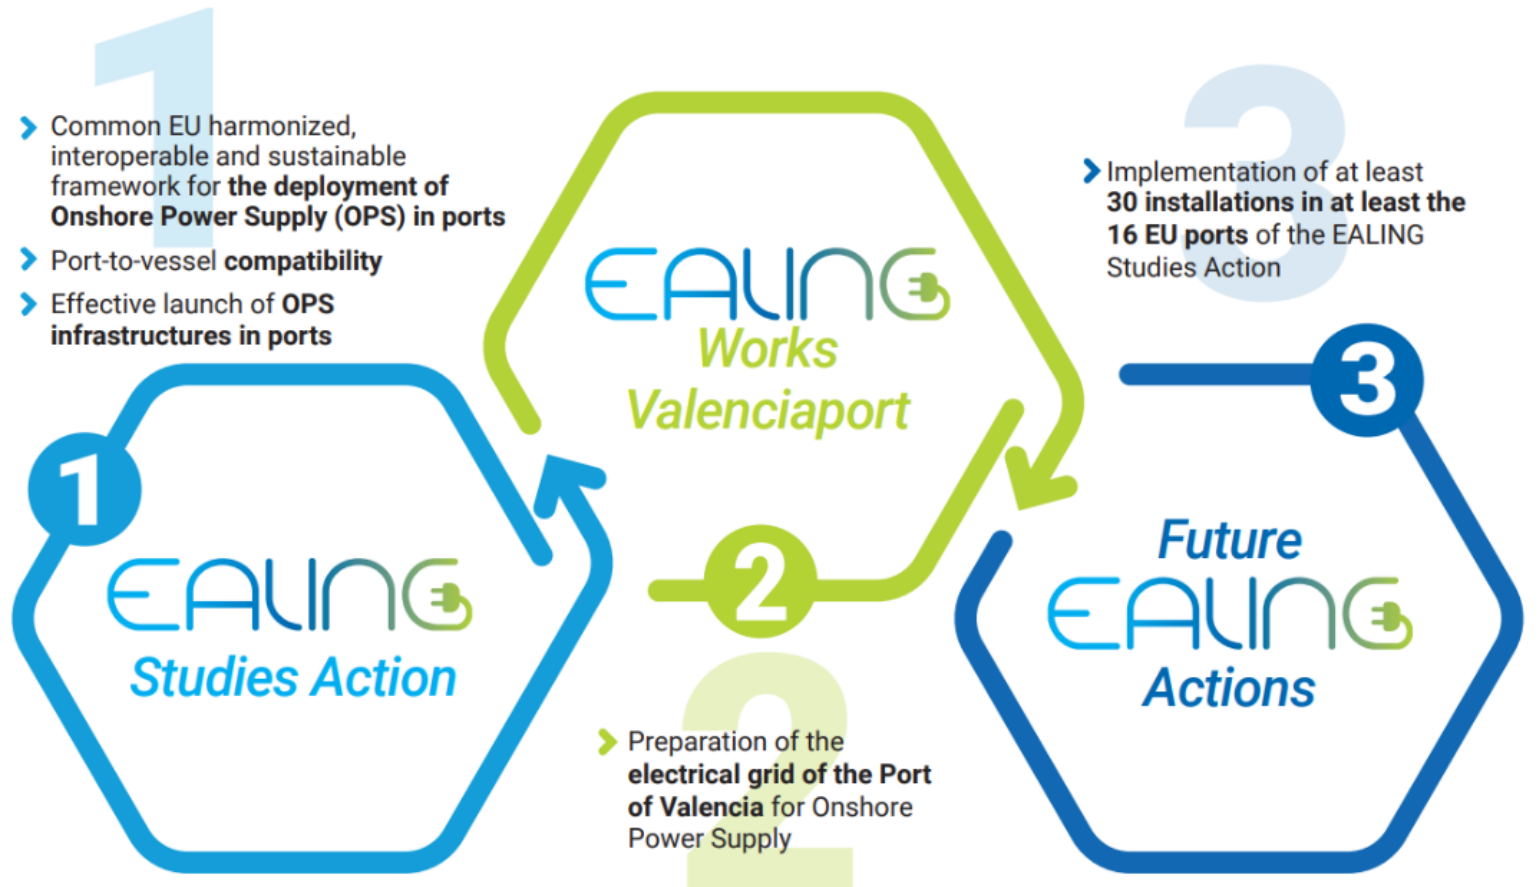 1
Common EU harmonized,
interoperable and sustainable
framework for the deployment of
Onshore Power Supply (OPS) in ports
Port-to-vessel compatibility
Effective launch of OPS
infrastructures in ports
1
EALING
Studies Action
EALING
Works
Valenciaport
2
2
Preparation of the
electrical grid of the Port
of Valencia for Onshore
Power Supply
3
Implementation of at least
30 installations in at least the
16 EU ports of the EALING
Studies Action
3
Future
EALING
Actions